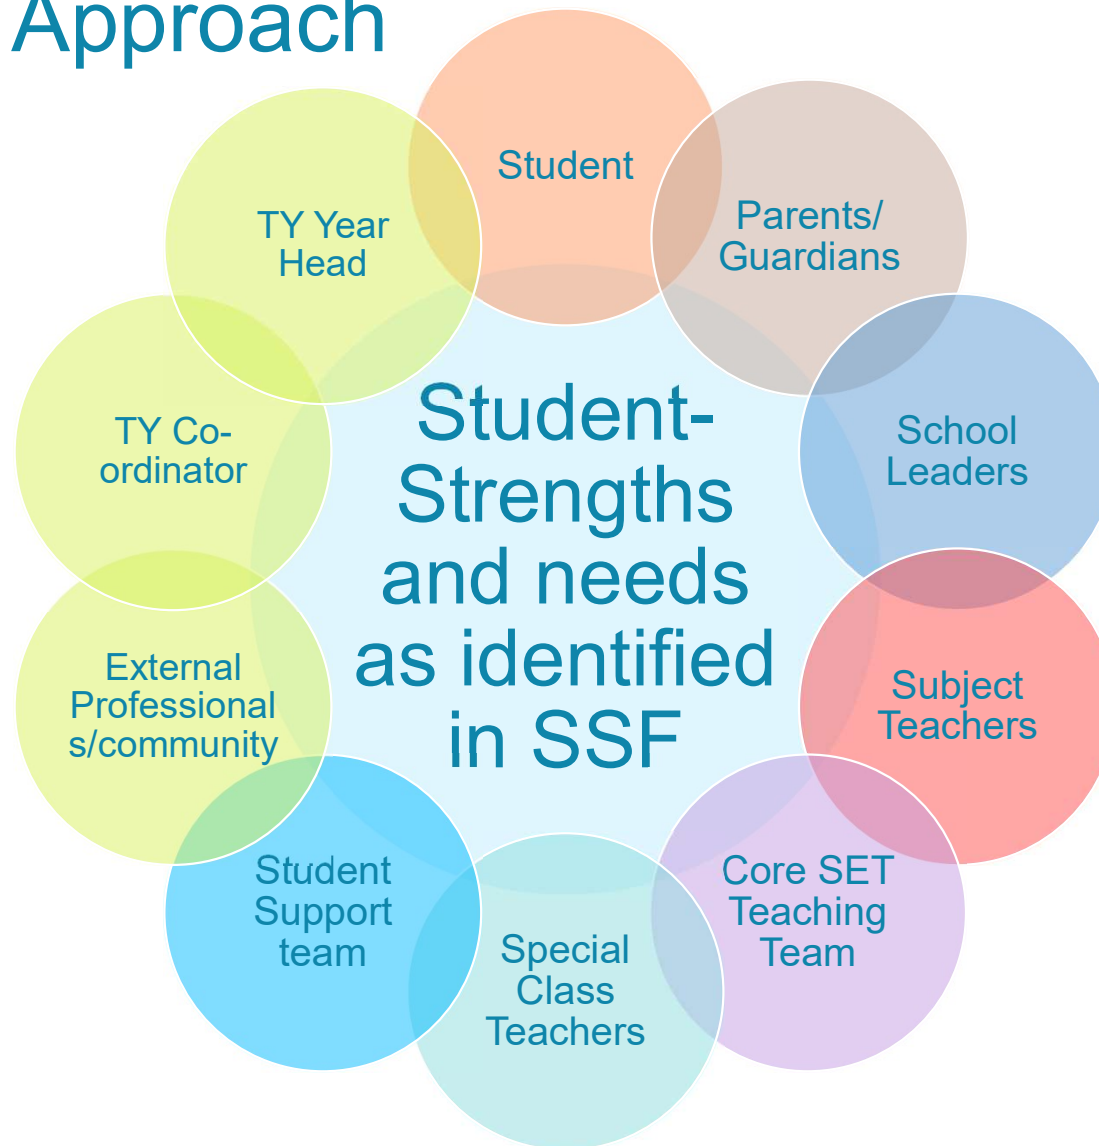 Approach
Student
Parents/
Guardians
TY Year
Head
School
Leaders
TY Co-
ordinator
Student-
Strengths
and needs
as identified
in SSF
External
Professional
s/community
Subject
Teachers
Student
Support
team
Core SET
Teaching
Team
Special
Class
Teachers